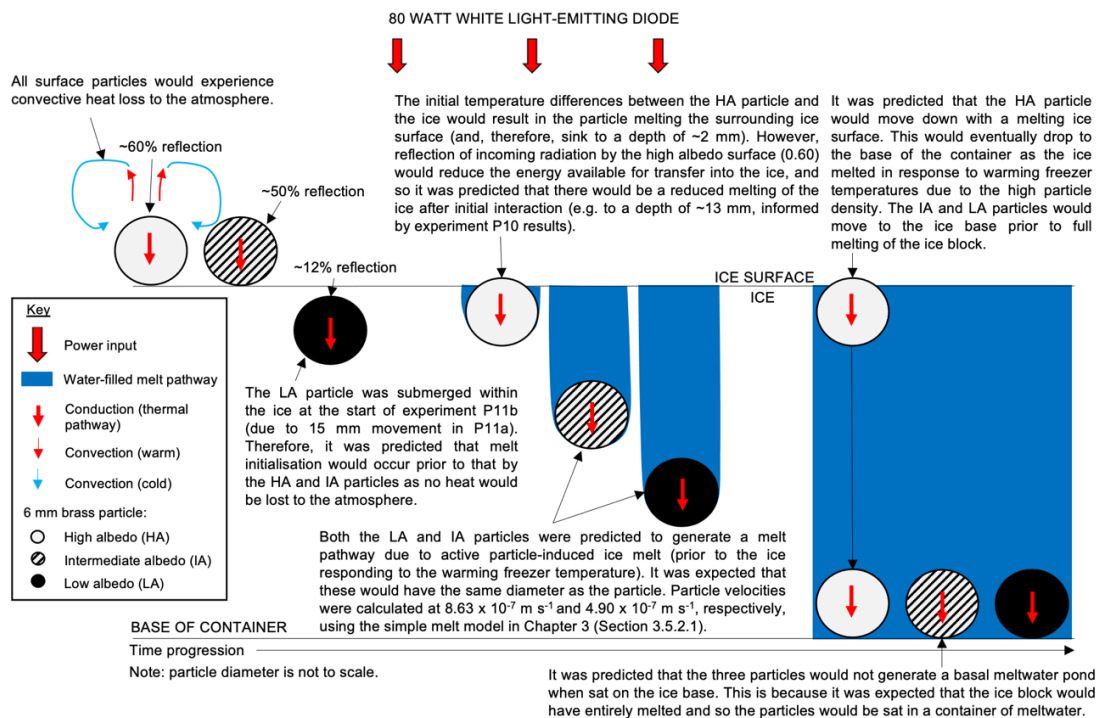 80 WATT WHITE LIGHT-EMITTING DIODE
All surface particles would experience
convective heat loss to the atmosphere.
~60% reflection
~50% reflection
~12% reflection
The initial temperature differences between the HA particle and
the ice would result in the particle melting the surrounding ice
surface (and, therefore, sink to a depth of ~2 mm). However,
reflection of incoming radiation by the high albedo surface (0.60)
would reduce the energy available for transfer into the ice, and
so it was predicted that there would be a reduced melting of the
ice after initial interaction (e.g. to a depth of ~13 mm, informed
by experiment P10 results).
It was predicted that the HA particle
would move down with a melting ice
surface. This would eventually drop to
the base of the container as the ice
melted in response to warming freezer
temperatures due to the high particle
density. The IA and LA particles would
move to the ice base prior to full
melting of the ice block.
ICE SURFACE
ICE
Key
Power input
Water-filled melt pathway
Conduction (thermal
pathway)
Convection (warm)
Convection (cold)
6 mm brass particle:
High albedo (HA)
Intermediate albedo (IA)
Low albedo (LA)
The LA particle was submerged within
the ice at the start of experiment P11b
(due to 15 mm movement in P11a).
Therefore, it was predicted that melt
initialisation would occur prior to that by
the HA and IA particles as no heat would
be lost to the atmosphere.
Both the LA and IA particles were predicted to generate a melt
pathway due to active particle-induced ice melt (prior to the ice
responding to the warming freezer temperature). It was expected that
these would have the same diameter as the particle. Particle velocities
were calculated at 8.63 x 10⁻⁷ m s⁻¹ and 4.90 x 10⁻⁷ m s⁻¹, respectively,
using the simple melt model in Chapter 3 (Section 3.5.2.1).
BASE OF CONTAINER
Time progression
Note: particle diameter is not to scale.
It was predicted that the three particles would not generate a basal meltwater pond
when sat on the ice base. This is because it was expected that the ice block would
have entirely melted and so the particles would be sat in a container of meltwater.